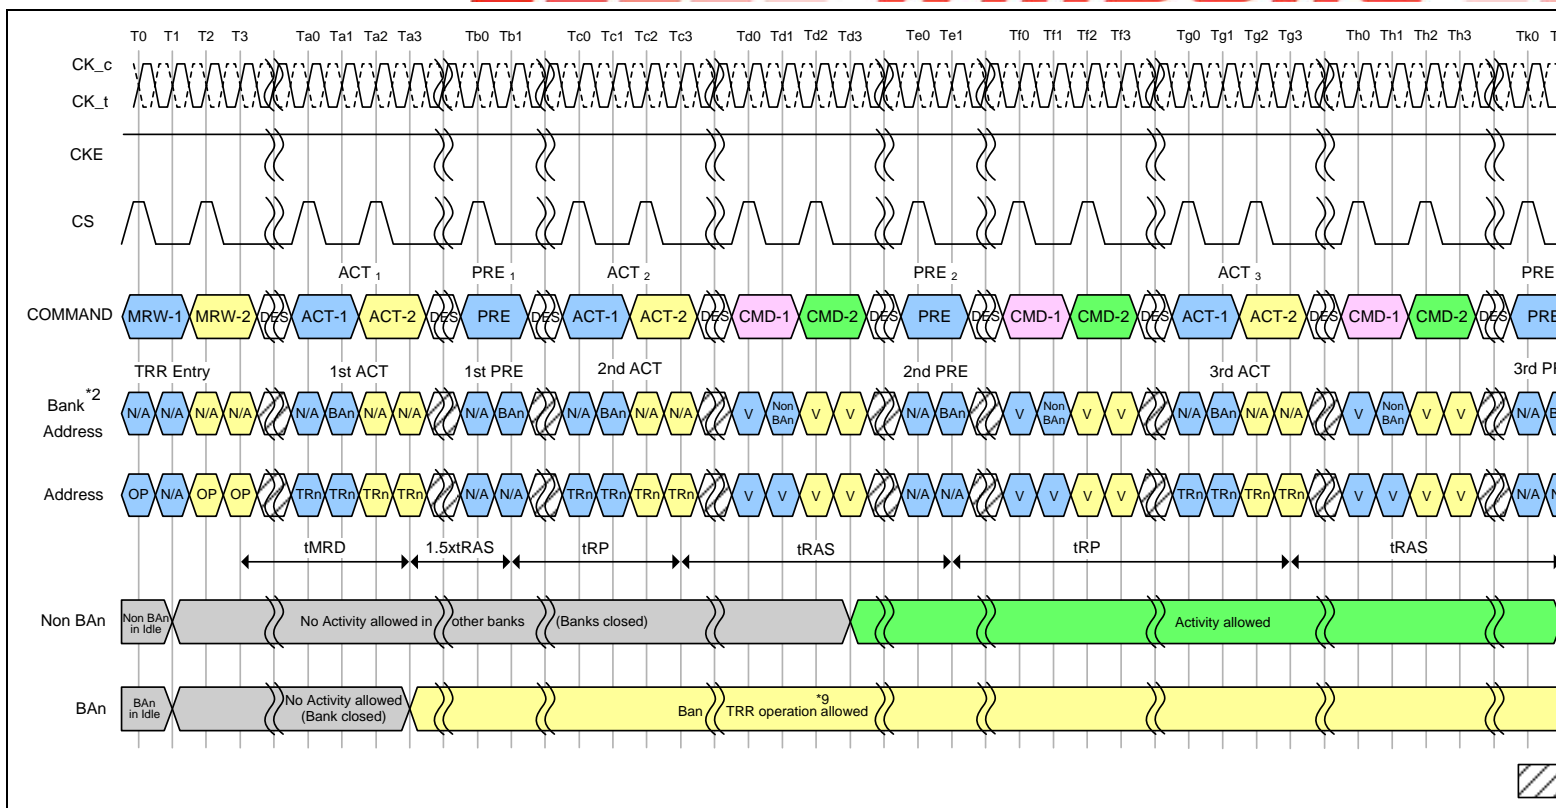 T0 T1 T2 T3 Ta0 Ta1 Ta2 Ta3 Tb0 Tb1 Tc0 Tc1 Tc2 Tc3 Td0 Td1 Td2 Td3 Te0 Te1 Tf0 Tf1 Tf2 Tf3 Tg0 Tg1 Tg2 Tg3 Th0 Th1 Th2 Th3 Tk0
CK_c
CK_t
CKE
CS
ACT 1 PRE 1 ACT 2 PRE 2 ACT 3 PRE
COMMAND MRW-1 MRW-2 DES ACT-1 ACT-2 DES PRE DES ACT-1 ACT-2 DES CMD-1 CMD-2 DES PRE DES CMD-1 CMD-2 DES ACT-1 ACT-2 DES CMD-1 CMD-2 DES PRE
TRR Entry 1st ACT 1st PRE 2nd ACT 2nd PRE 3rd ACT 3rd
Bank*2
Address
N/A N/A N/A N/A N/A BAn N/A N/A N/A BAn N/A BAn N/A N/A V Non BAn V V N/A BAn V Non BAn V V N/A BAn N/A N/A V Non BAn V V N/A
Address OP N/A OP OP TRn TRn TRn TRn N/A N/A TRn TRn TRn TRn V V V V N/A N/A V V V V TRn TRn TRn TRn V V V V N/A
tMRD 1.5xtRAS tRP tRAS tRP tRAS
Non BAn
Non BAn
in Idle
No Activity allowed in other banks (Banks closed)
Activity allowed
BAn
BAn
in Idle
No Activity allowed
(Bank closed)
*9
Ban TRR operation allowed